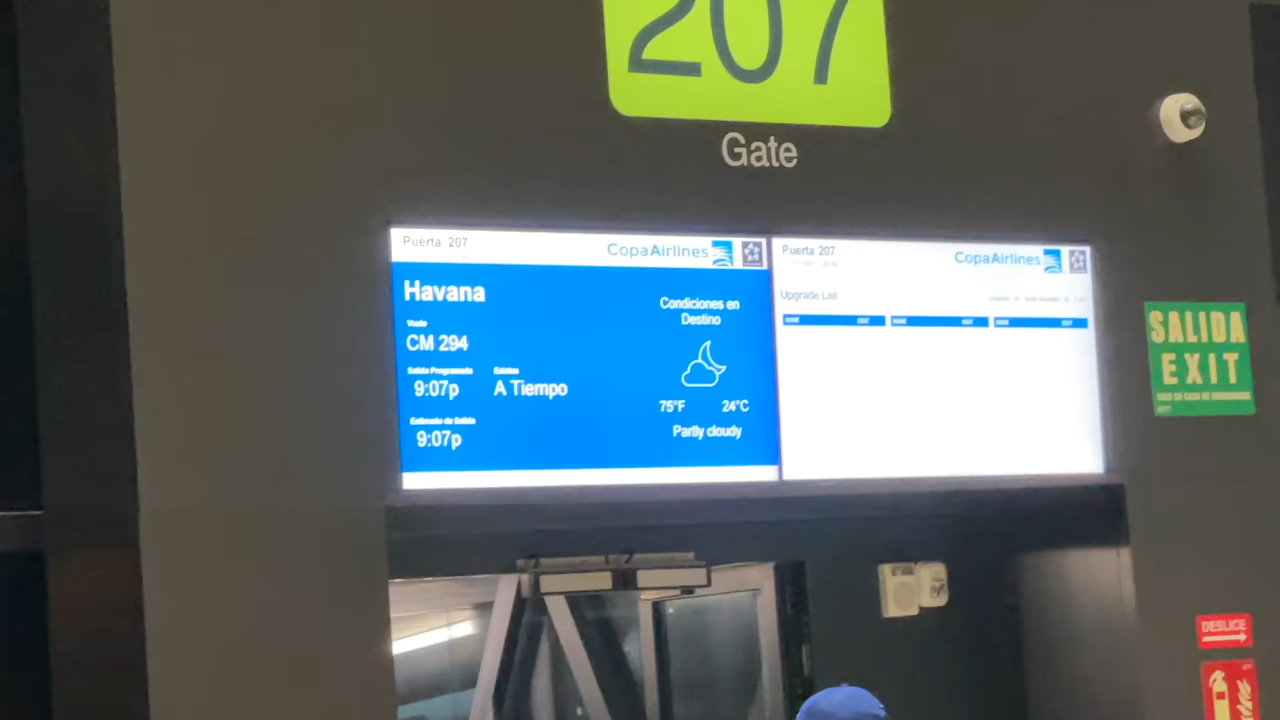 207
Gate
Puerta 207
CopaAirlines
Havana
Vuelo
CM 294
Salida Programada
Estatus
9:07p
A Tiempo
Estimado de Salida
9:07p
Condiciones en
Destino
75°F
24°C
Partly cloudy
Puerta 207
CopaAirlines
Upgrade List
SALIDA
EXIT
DESLICE